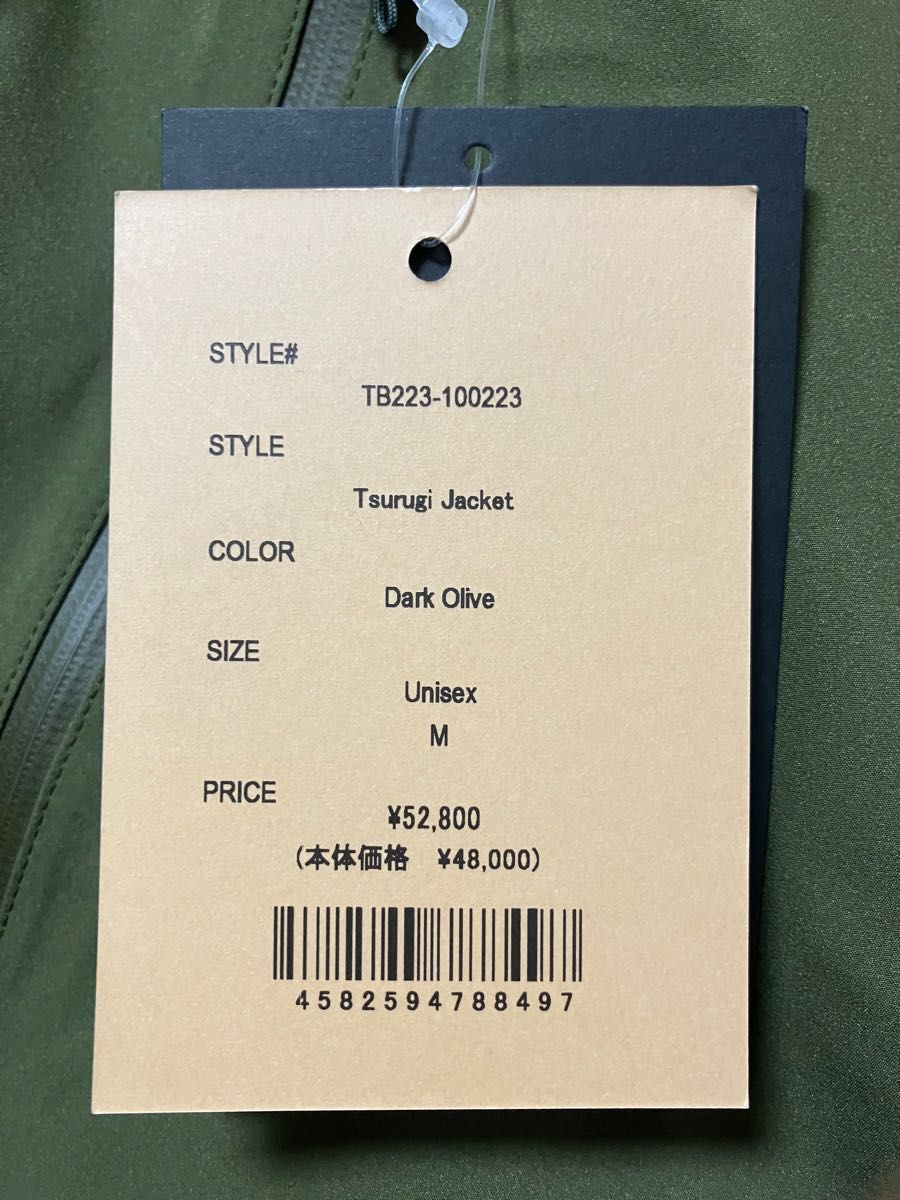 STYLE#
TB223-100223
STYLE
Tsurugi Jacket
COLOR
Dark Olive
SIZE
Unisex
M
PRICE
¥52,800
(本体価格　¥48,000)
4582594788497